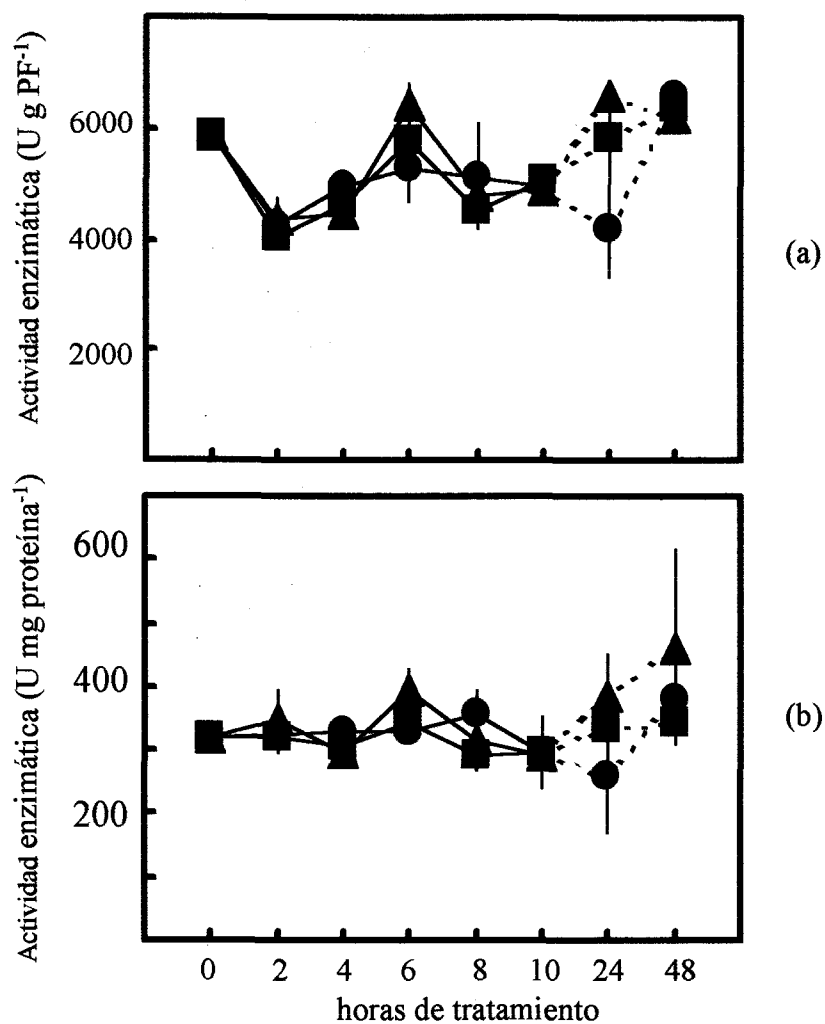 Actividad enzimática (U g PF⁻¹)
6000
4000
2000
(a)
Actividad enzimática (U mg proteína⁻¹)
600
400
200
(b)
0 2 4 6 8 10 24 48
horas de tratamiento